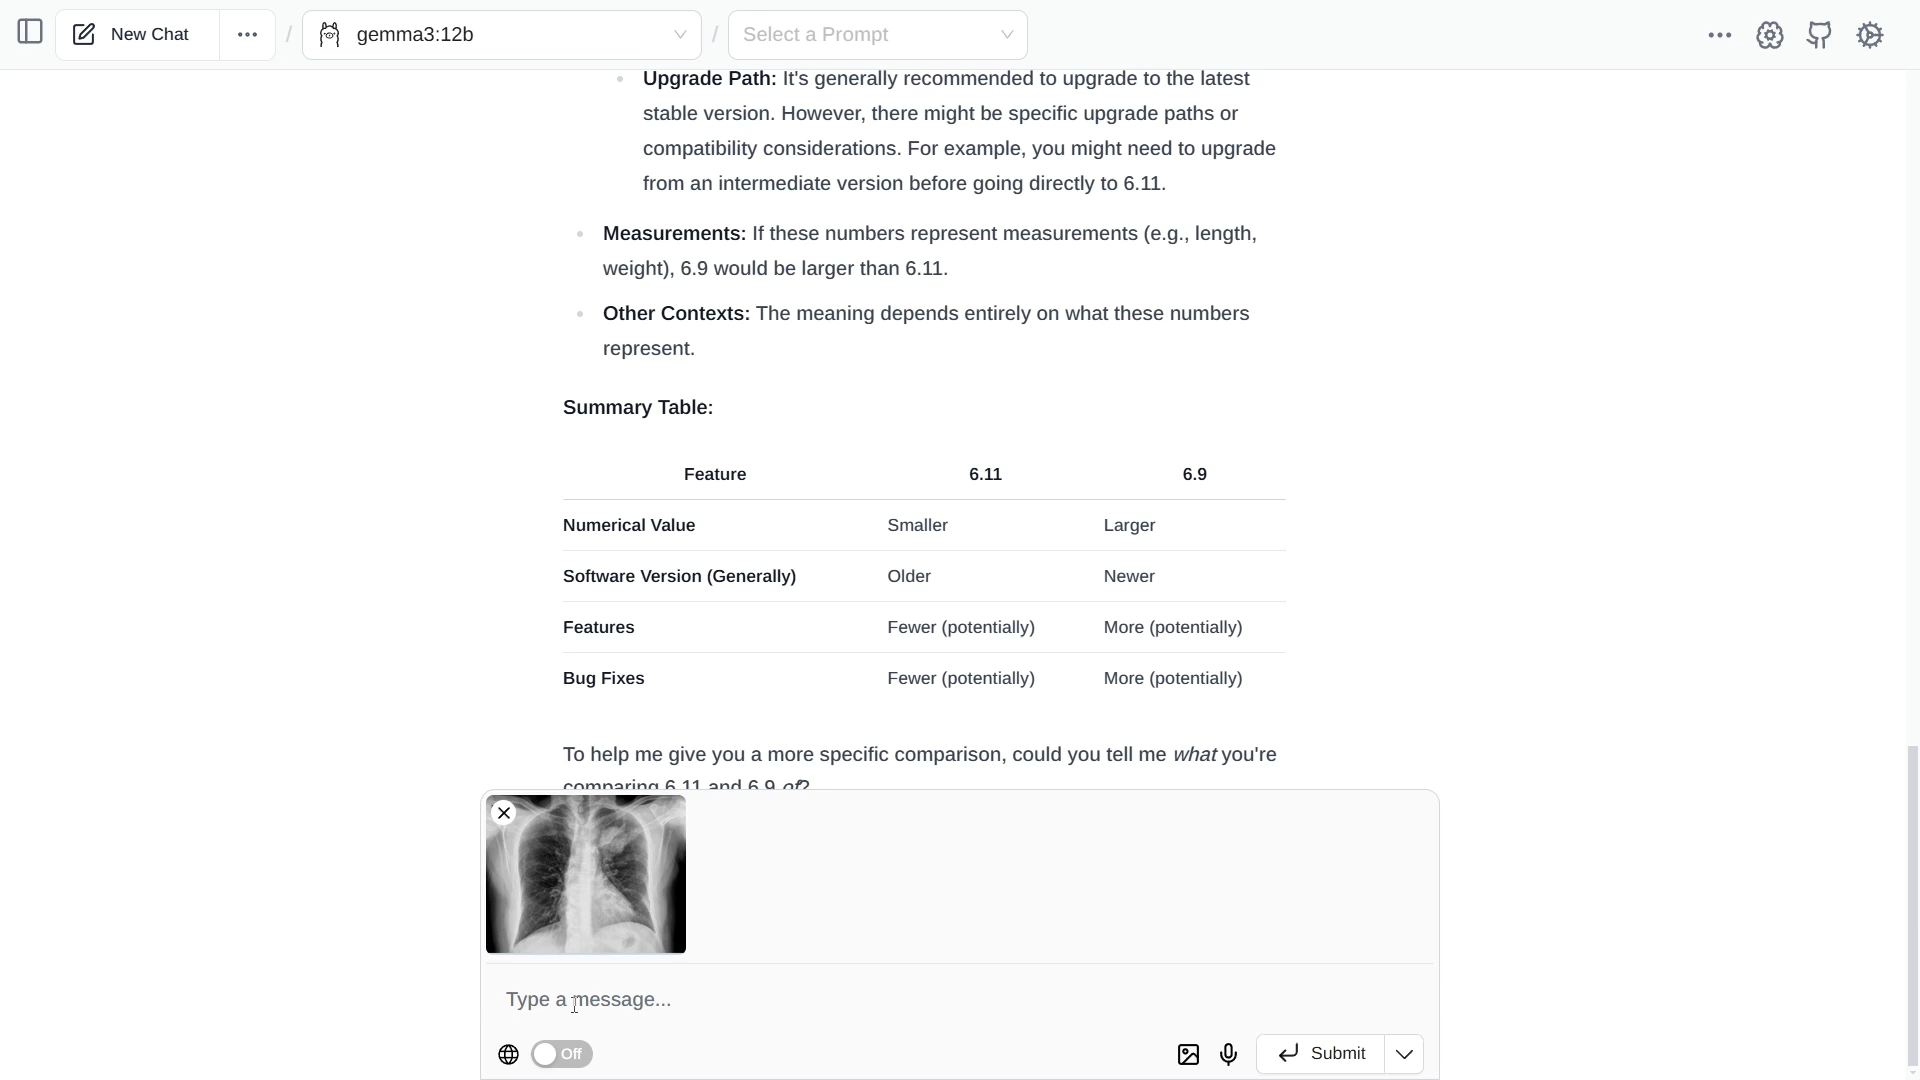 New Chat
/
gemma3:12b
/
Select a Prompt
Upgrade Path: It's generally recommended to upgrade to the latest
stable version. However, there might be specific upgrade paths or
compatibility considerations. For example, you might need to upgrade
from an intermediate version before going directly to 6.11.
Measurements: If these numbers represent measurements (e.g., length,
weight), 6.9 would be larger than 6.11.
Other Contexts: The meaning depends entirely on what these numbers
represent.
Summary Table:
Feature 6.11 6.9
Numerical Value Smaller Larger
Software Version (Generally) Older Newer
Features Fewer (potentially) More (potentially)
Bug Fixes Fewer (potentially) More (potentially)
To help me give you a more specific comparison, could you tell me what you're
comparing 6.11 and 6.9 of?
Type a message...
Off
Submit